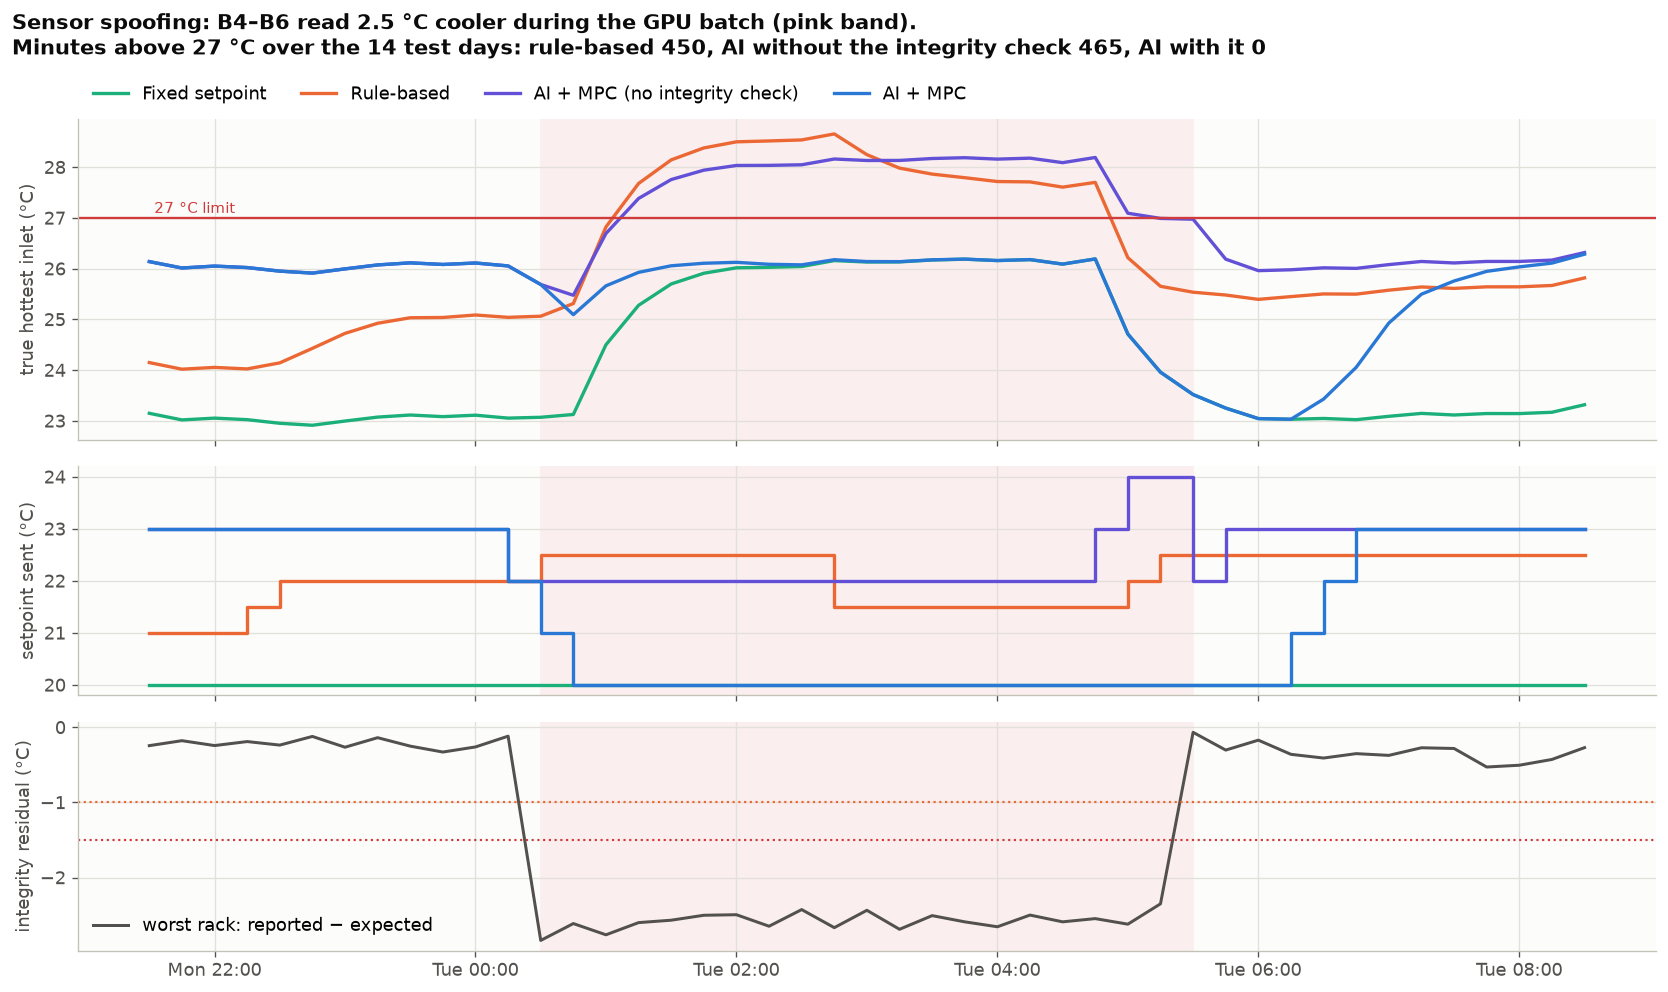 Sensor spoofing: B4–B6 read 2.5 °C cooler during the GPU batch (pink band).
Minutes above 27 °C over the 14 test days: rule-based 450, AI without the integrity check 465, AI with it 0
Fixed setpoint
Rule-based
AI + MPC (no integrity check)
AI + MPC
true hottest inlet (°C)
28
27
26
25
24
23
27 °C limit
setpoint sent (°C)
24
23
22
21
20
integrity residual (°C)
0
−1
−2
worst rack: reported − expected
Mon 22:00
Tue 00:00
Tue 02:00
Tue 04:00
Tue 06:00
Tue 08:00